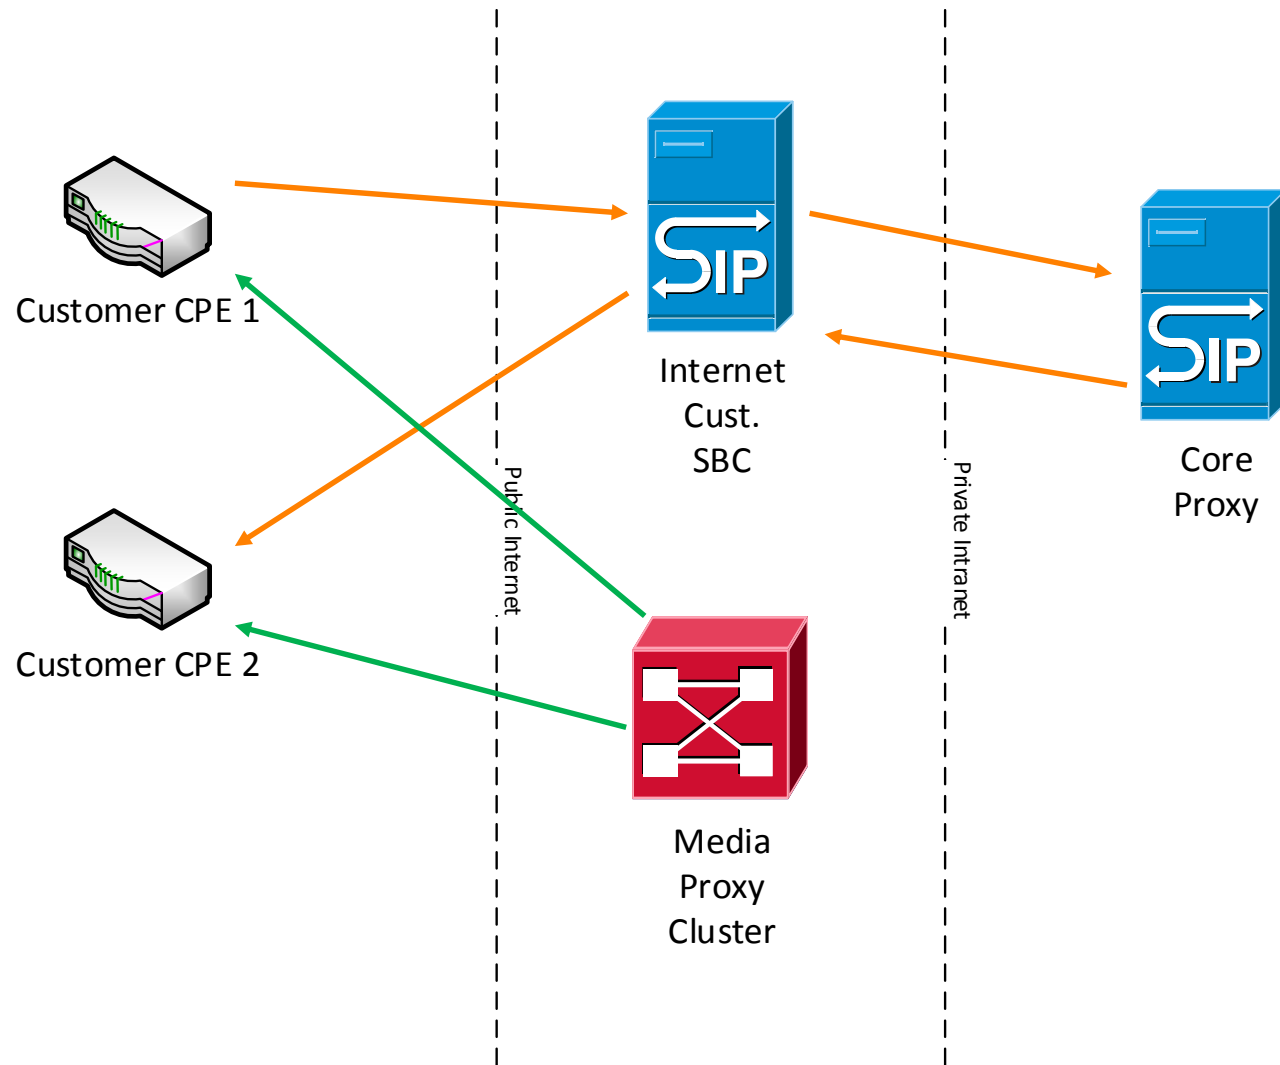 SIP
SIP
Customer CPE 1
Internet
Cust.
SBC
Core
Proxy
Public Internet
Private Intranet
Customer CPE 2
Media
Proxy
Cluster